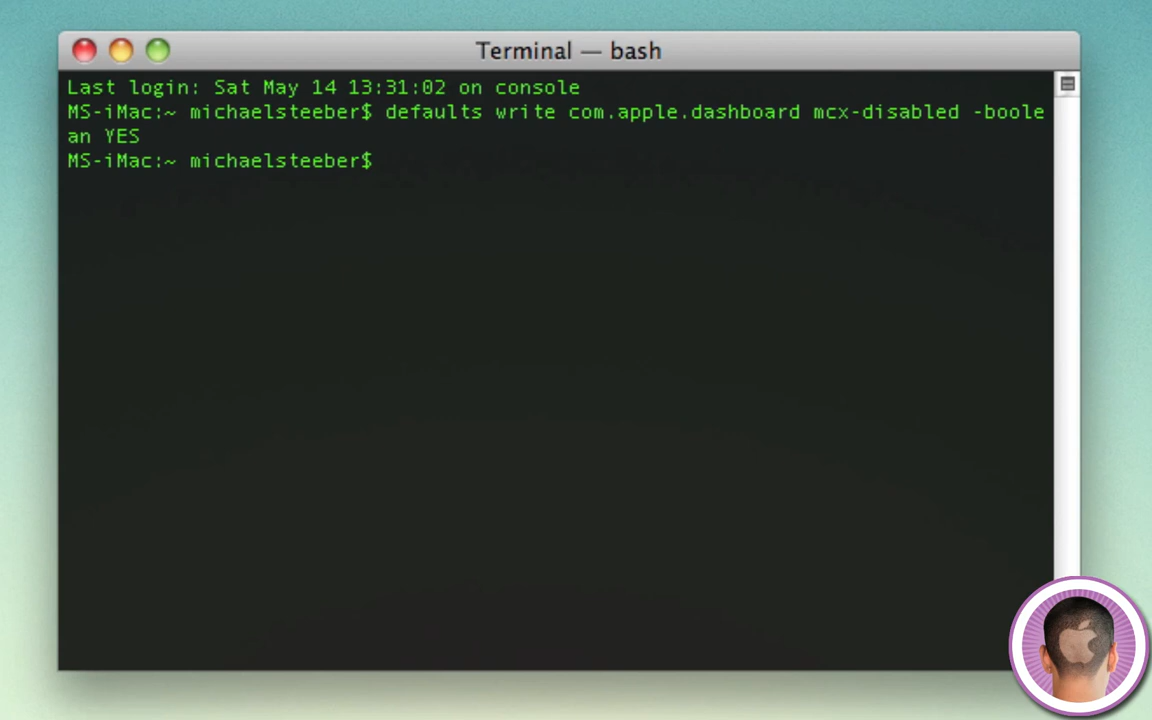 Terminal — bash
Last login: Sat May 14 13:31:02 on console
MS-iMac:~ michaelsteeber$ defaults write com.apple.dashboard mcx-disabled -boole
an YES
MS-iMac:~ michaelsteeber$